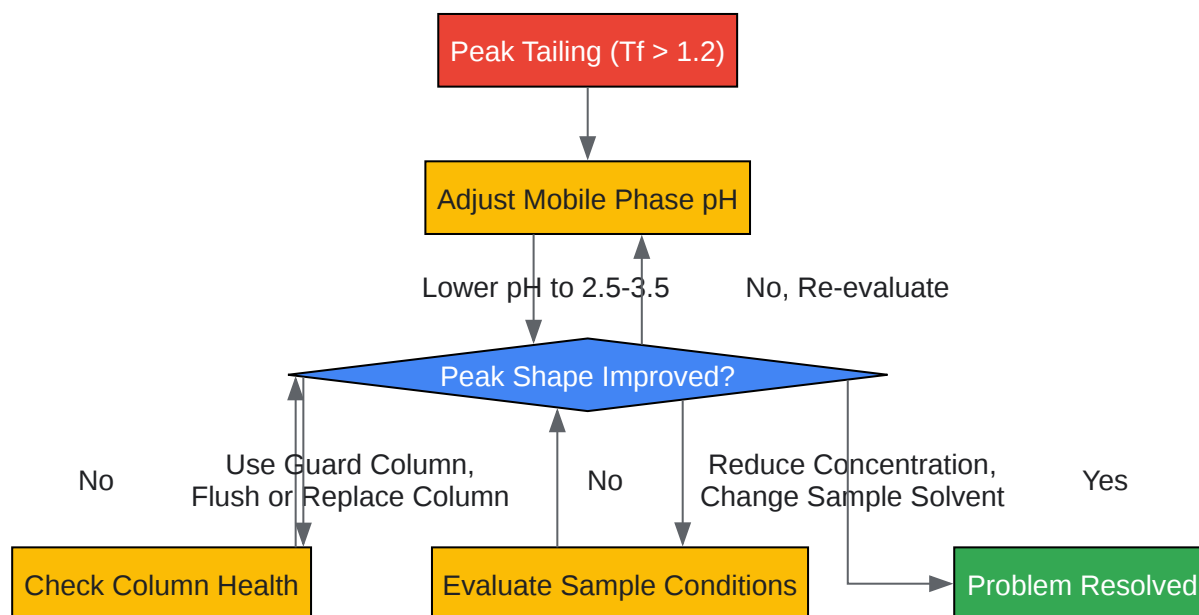 Peak Tailing (Tf > 1.2)
Adjust Mobile Phase pH
Lower pH to 2.5-3.5
No, Re-evaluate
Peak Shape Improved?
No
Use Guard Column,
Flush or Replace Column
No
Reduce Concentration,
Change Sample Solvent
Yes
Check Column Health
Evaluate Sample Conditions
Problem Resolved